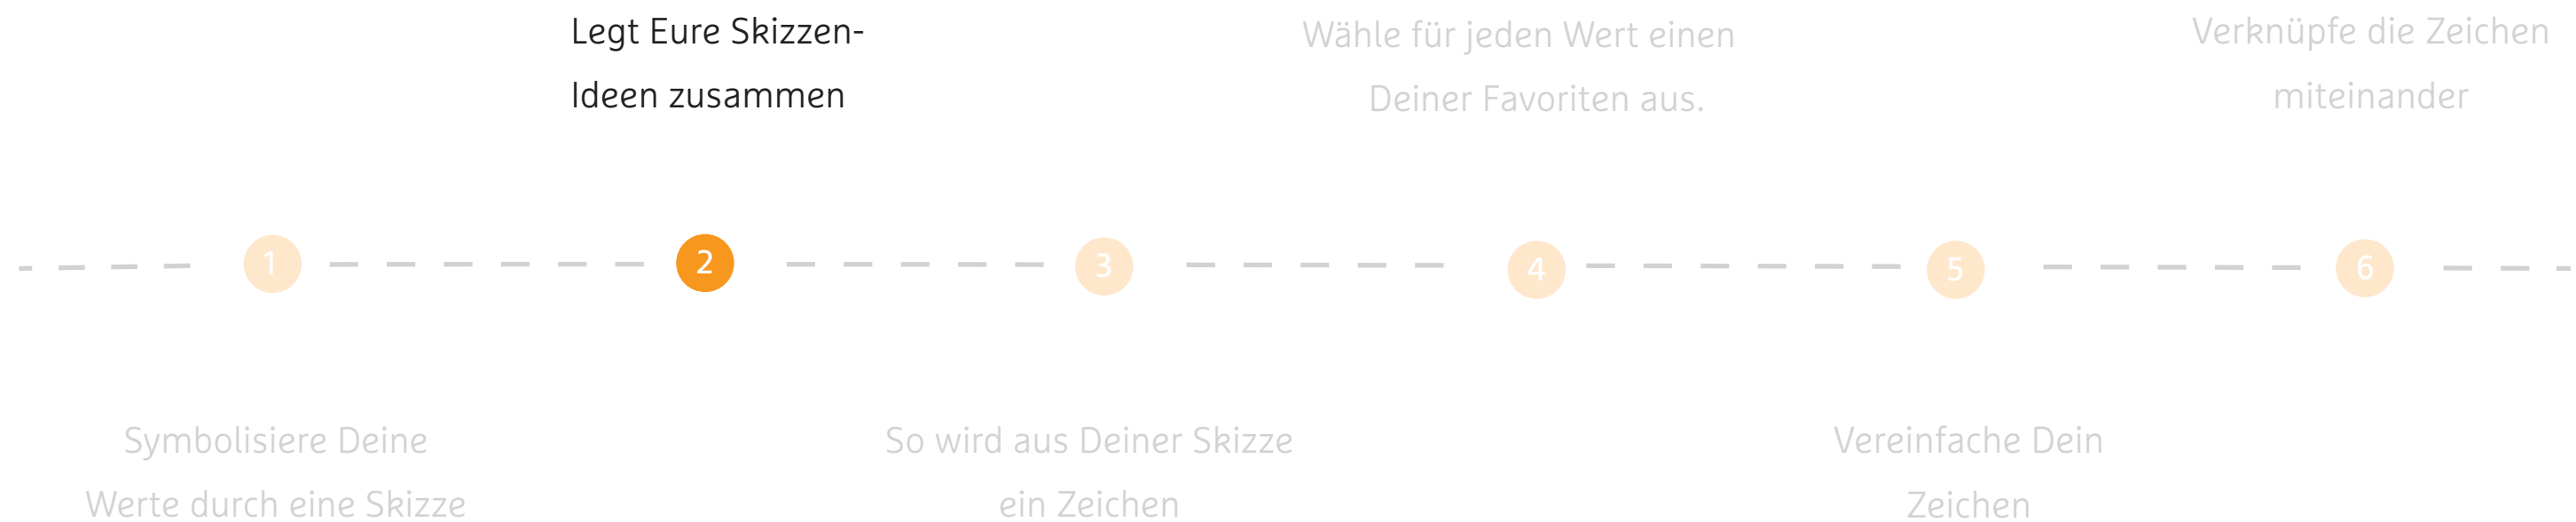 Legt Eure Skizzen-
Ideen zusammen
Wähle für jeden Wert einen
Deiner Favoriten aus.
Verknüpfe die Zeichen
miteinander
1
2
3
4
5
6
Symbolisiere Deine
Werte durch eine Skizze
So wird aus Deiner Skizze
ein Zeichen
Vereinfache Dein
Zeichen